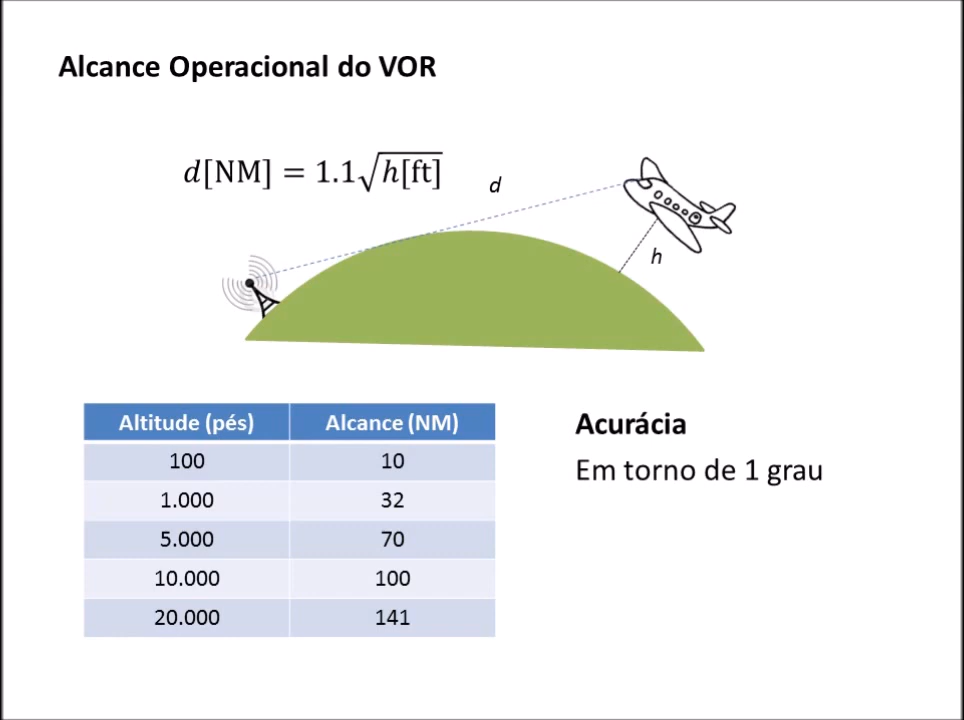 Alcance Operacional do VOR
d[NM] = 1.1√h[ft]
d
h
Altitude (pés) Alcance (NM)
100 10
1.000 32
5.000 70
10.000 100
20.000 141
Acurácia
Em torno de 1 grau